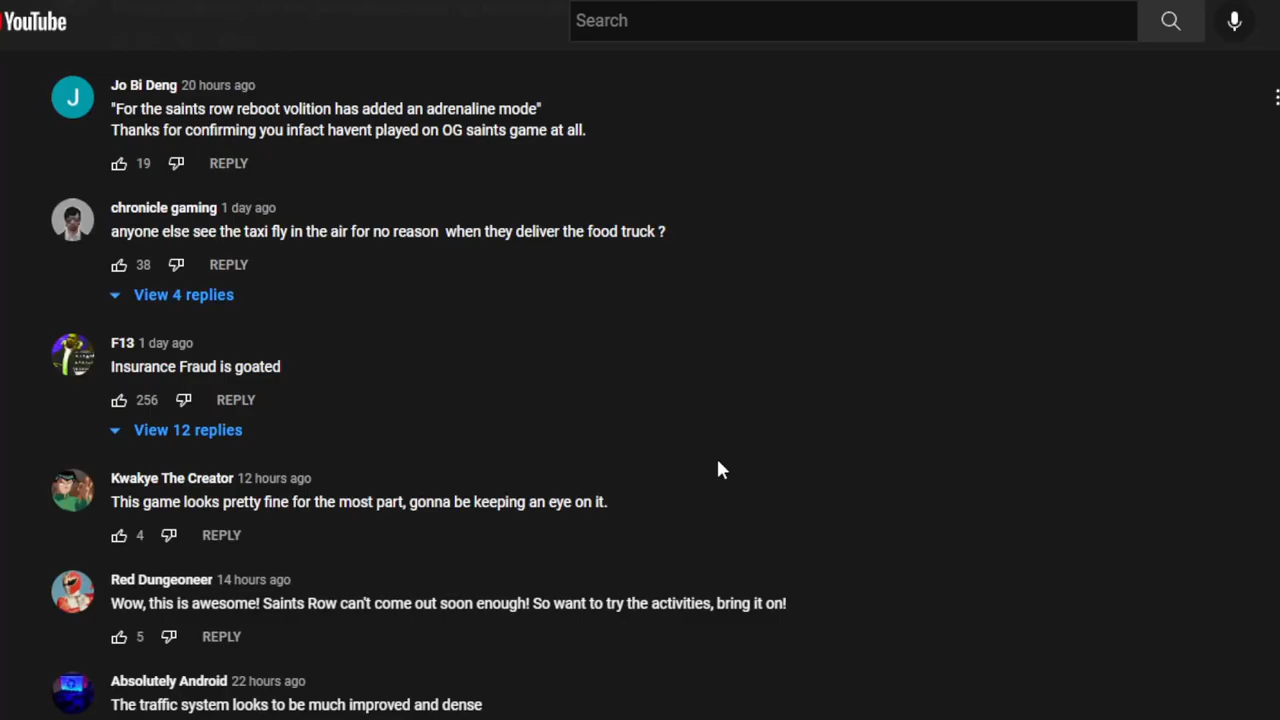 YouTube
Search
J
Jo Bi Deng 20 hours ago
"For the saints row reboot volition has added an adrenaline mode"
Thanks for confirming you infact havent played on OG saints game at all.
19 REPLY
chronicle gaming 1 day ago
anyone else see the taxi fly in the air for no reason when they deliver the food truck ?
38 REPLY
View 4 replies
F13 1 day ago
Insurance Fraud is goated
256 REPLY
View 12 replies
Kwakye The Creator 12 hours ago
This game looks pretty fine for the most part, gonna be keeping an eye on it.
4 REPLY
Red Dungeoneer 14 hours ago
Wow, this is awesome! Saints Row can't come out soon enough! So want to try the activities, bring it on!
5 REPLY
Absolutely Android 22 hours ago
The traffic system looks to be much improved and dense